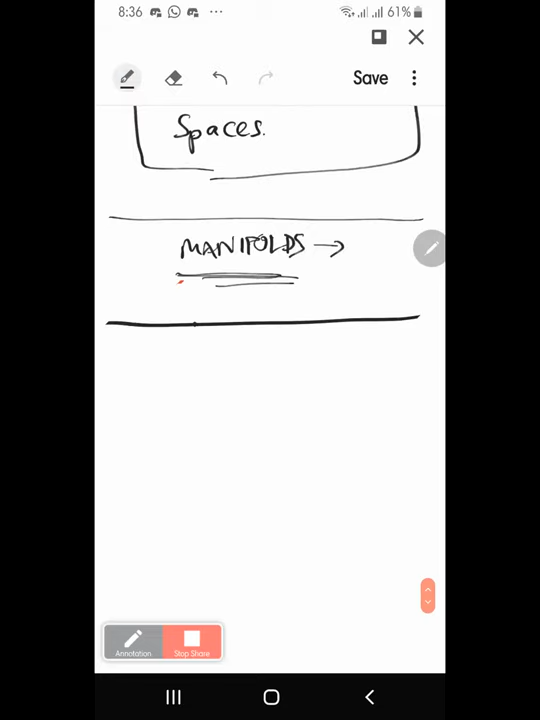 8:36 61%
Save
Spaces.
MANIFOLDS →
Annotation Stop Share